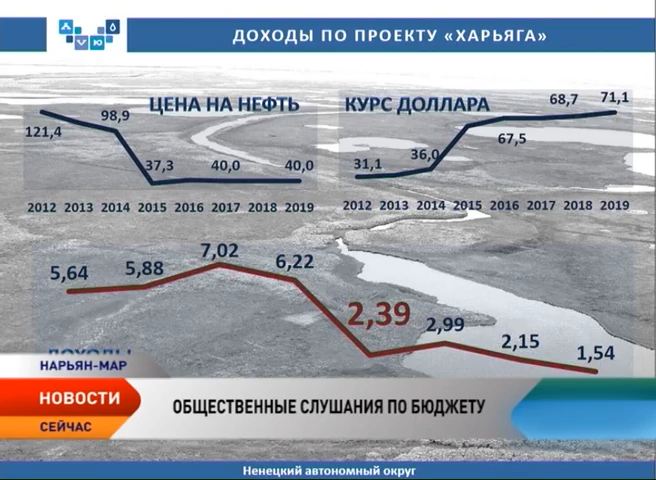 ДОХОДЫ ПО ПРОЕКТУ «ХАРЬЯГА»
ЦЕНА НА НЕФТЬ
121,4 98,9 37,3 40,0 40,0
2012 2013 2014 2015 2016 2017 2018 2019
КУРС ДОЛЛАРА
31,1 36,0 67,5 68,7 71,1
2012 2013 2014 2015 2016 2017 2018 2019
5,64 5,88 7,02 6,22 2,39 2,99 2,15 1,54
ДОХОДЫ
НАРЬЯН-МАР
НОВОСТИ
СЕЙЧАС
ОБЩЕСТВЕННЫЕ СЛУШАНИЯ ПО БЮДЖЕТУ
Ненецкий автономный округ